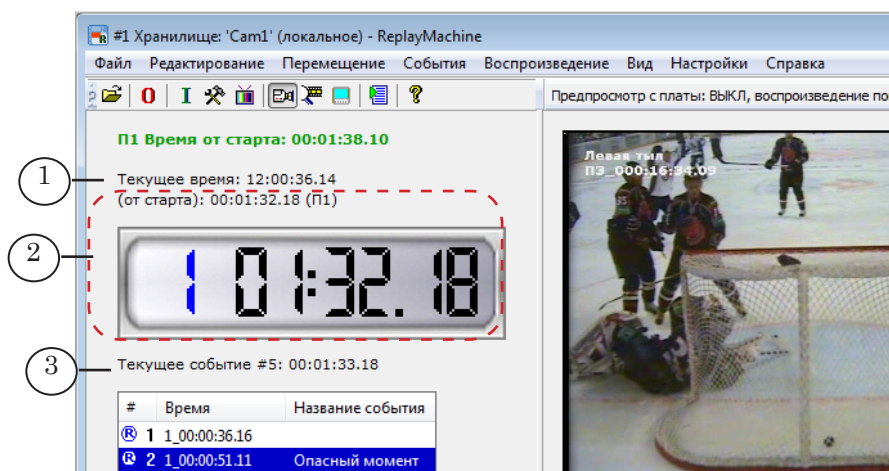 #1 Хранилище: 'Cam1' (локальное) - ReplayMachine
Файл Редактирование Перемещение События Воспроизведение Вид Настройки Справка
Предпросмотр с платы: ВЫКЛ, воспроизведение по
П1 Время от старта: 00:01:38.10
Левая тыл
П3_000:16:34.09
1
Текущее время: 12:00:36.14
(от старта): 00:01:32.18 (П1)
2
1 01:32.18
3
Текущее событие #5: 00:01:33.18
# Время Название события
1 1_00:00:36.16
2 1_00:00:51.11 Опасный момент